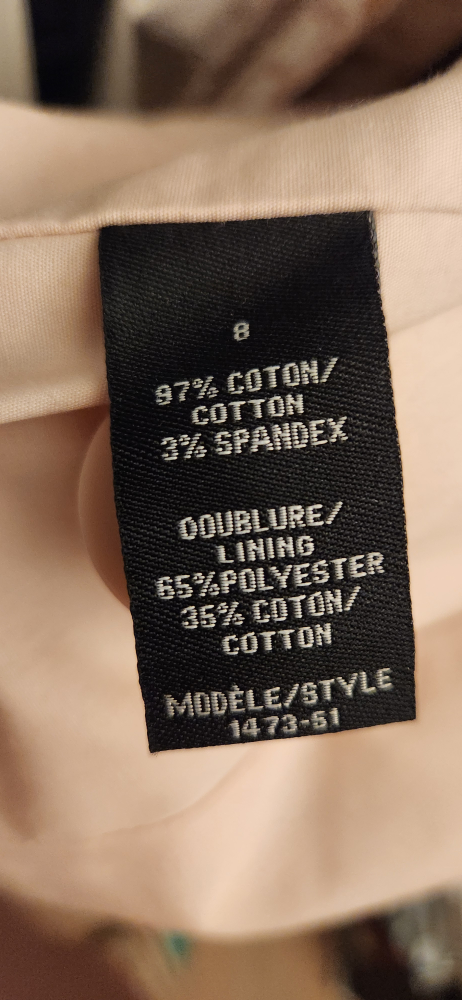 8
97% COTON/
COTTON
3% SPANDEX
DOUBLURE/
LINING
65%POLYESTER
35% COTON/
COTTON
MODÈLE/STYLE
1473-61